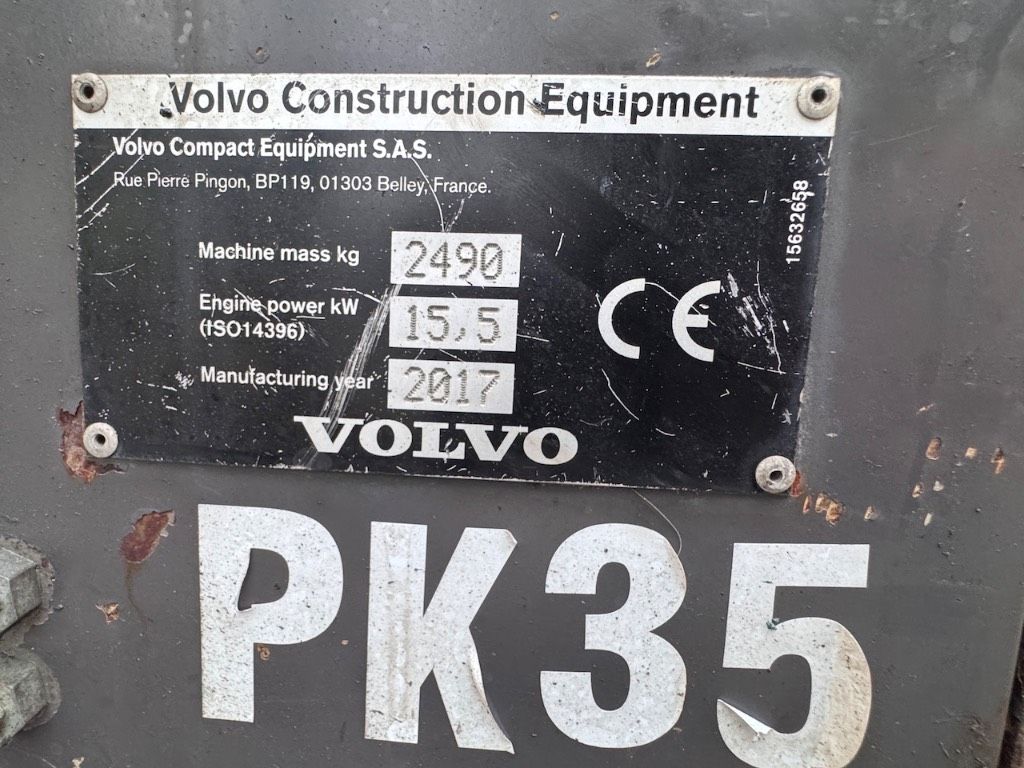 Volvo Construction Equipment
Volvo Compact Equipment S.A.S.
Rue Pierre Pingon, BP119, 01303 Belley, France.
15632658
Machine mass kg 2490
Engine power kW
(ISO14396) 15,5
Manufacturing year 2017
CE
VOLVO
PK35